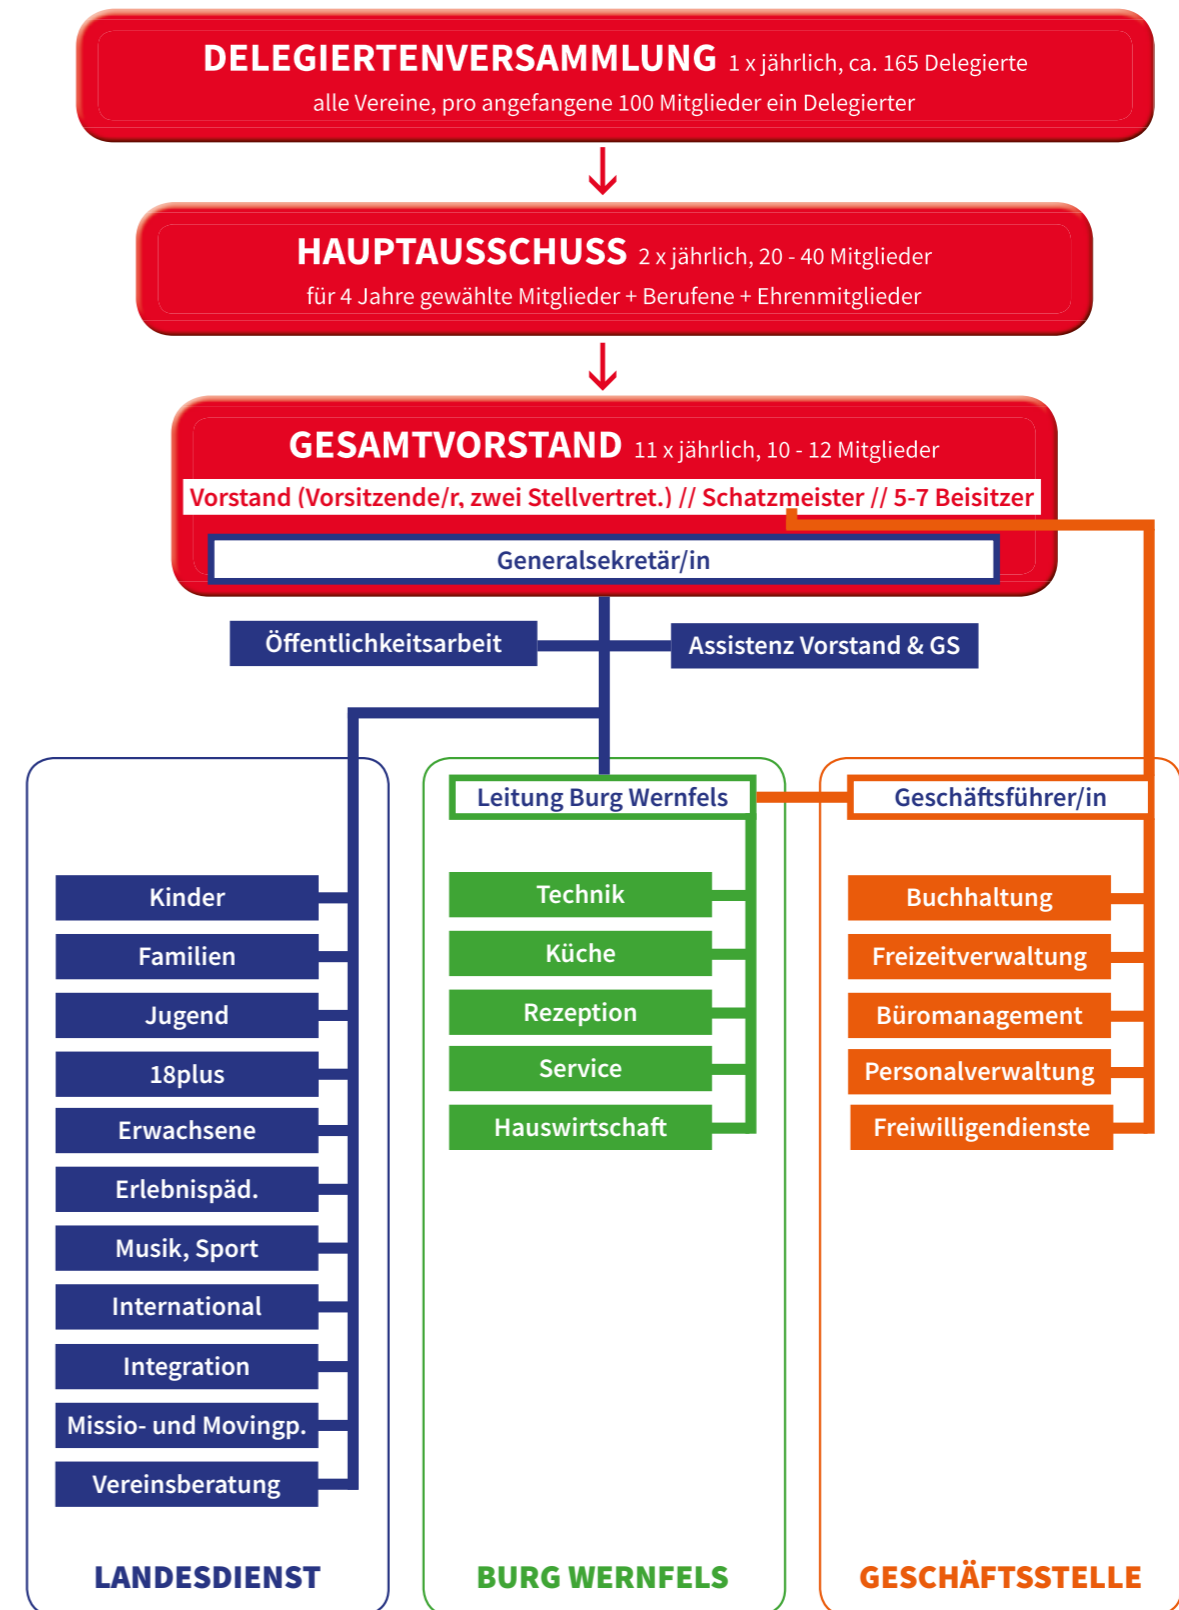 DELEGIERTENVERSAMMLUNG 1 x jährlich, ca. 165 Delegierte
alle Vereine, pro angefangene 100 Mitglieder ein Delegierter
HAUPTAUSSCHUSS 2 x jährlich, 20 - 40 Mitglieder
für 4 Jahre gewählte Mitglieder + Berufene + Ehrenmitglieder
GESAMTVORSTAND 11 x jährlich, 10 - 12 Mitglieder
Vorstand (Vorsitzende/r, zwei Stellvertret.) // Schatzmeister // 5-7 Beisitzer
Generalsekretär/in
Öffentlichkeitsarbeit
Assistenz Vorstand & GS
Kinder
Familien
Jugend
18plus
Erwachsene
Erlebnispäd.
Musik, Sport
International
Integration
Missio- und Movingp.
Vereinsberatung
LANDESDIENST
Leitung Burg Wernfels
Technik
Küche
Rezeption
Service
Hauswirtschaft
BURG WERNFELS
Geschäftsführer/in
Buchhaltung
Freizeitverwaltung
Büromanagement
Personalverwaltung
Freiwilligendienste
GESCHÄFTSSTELLE